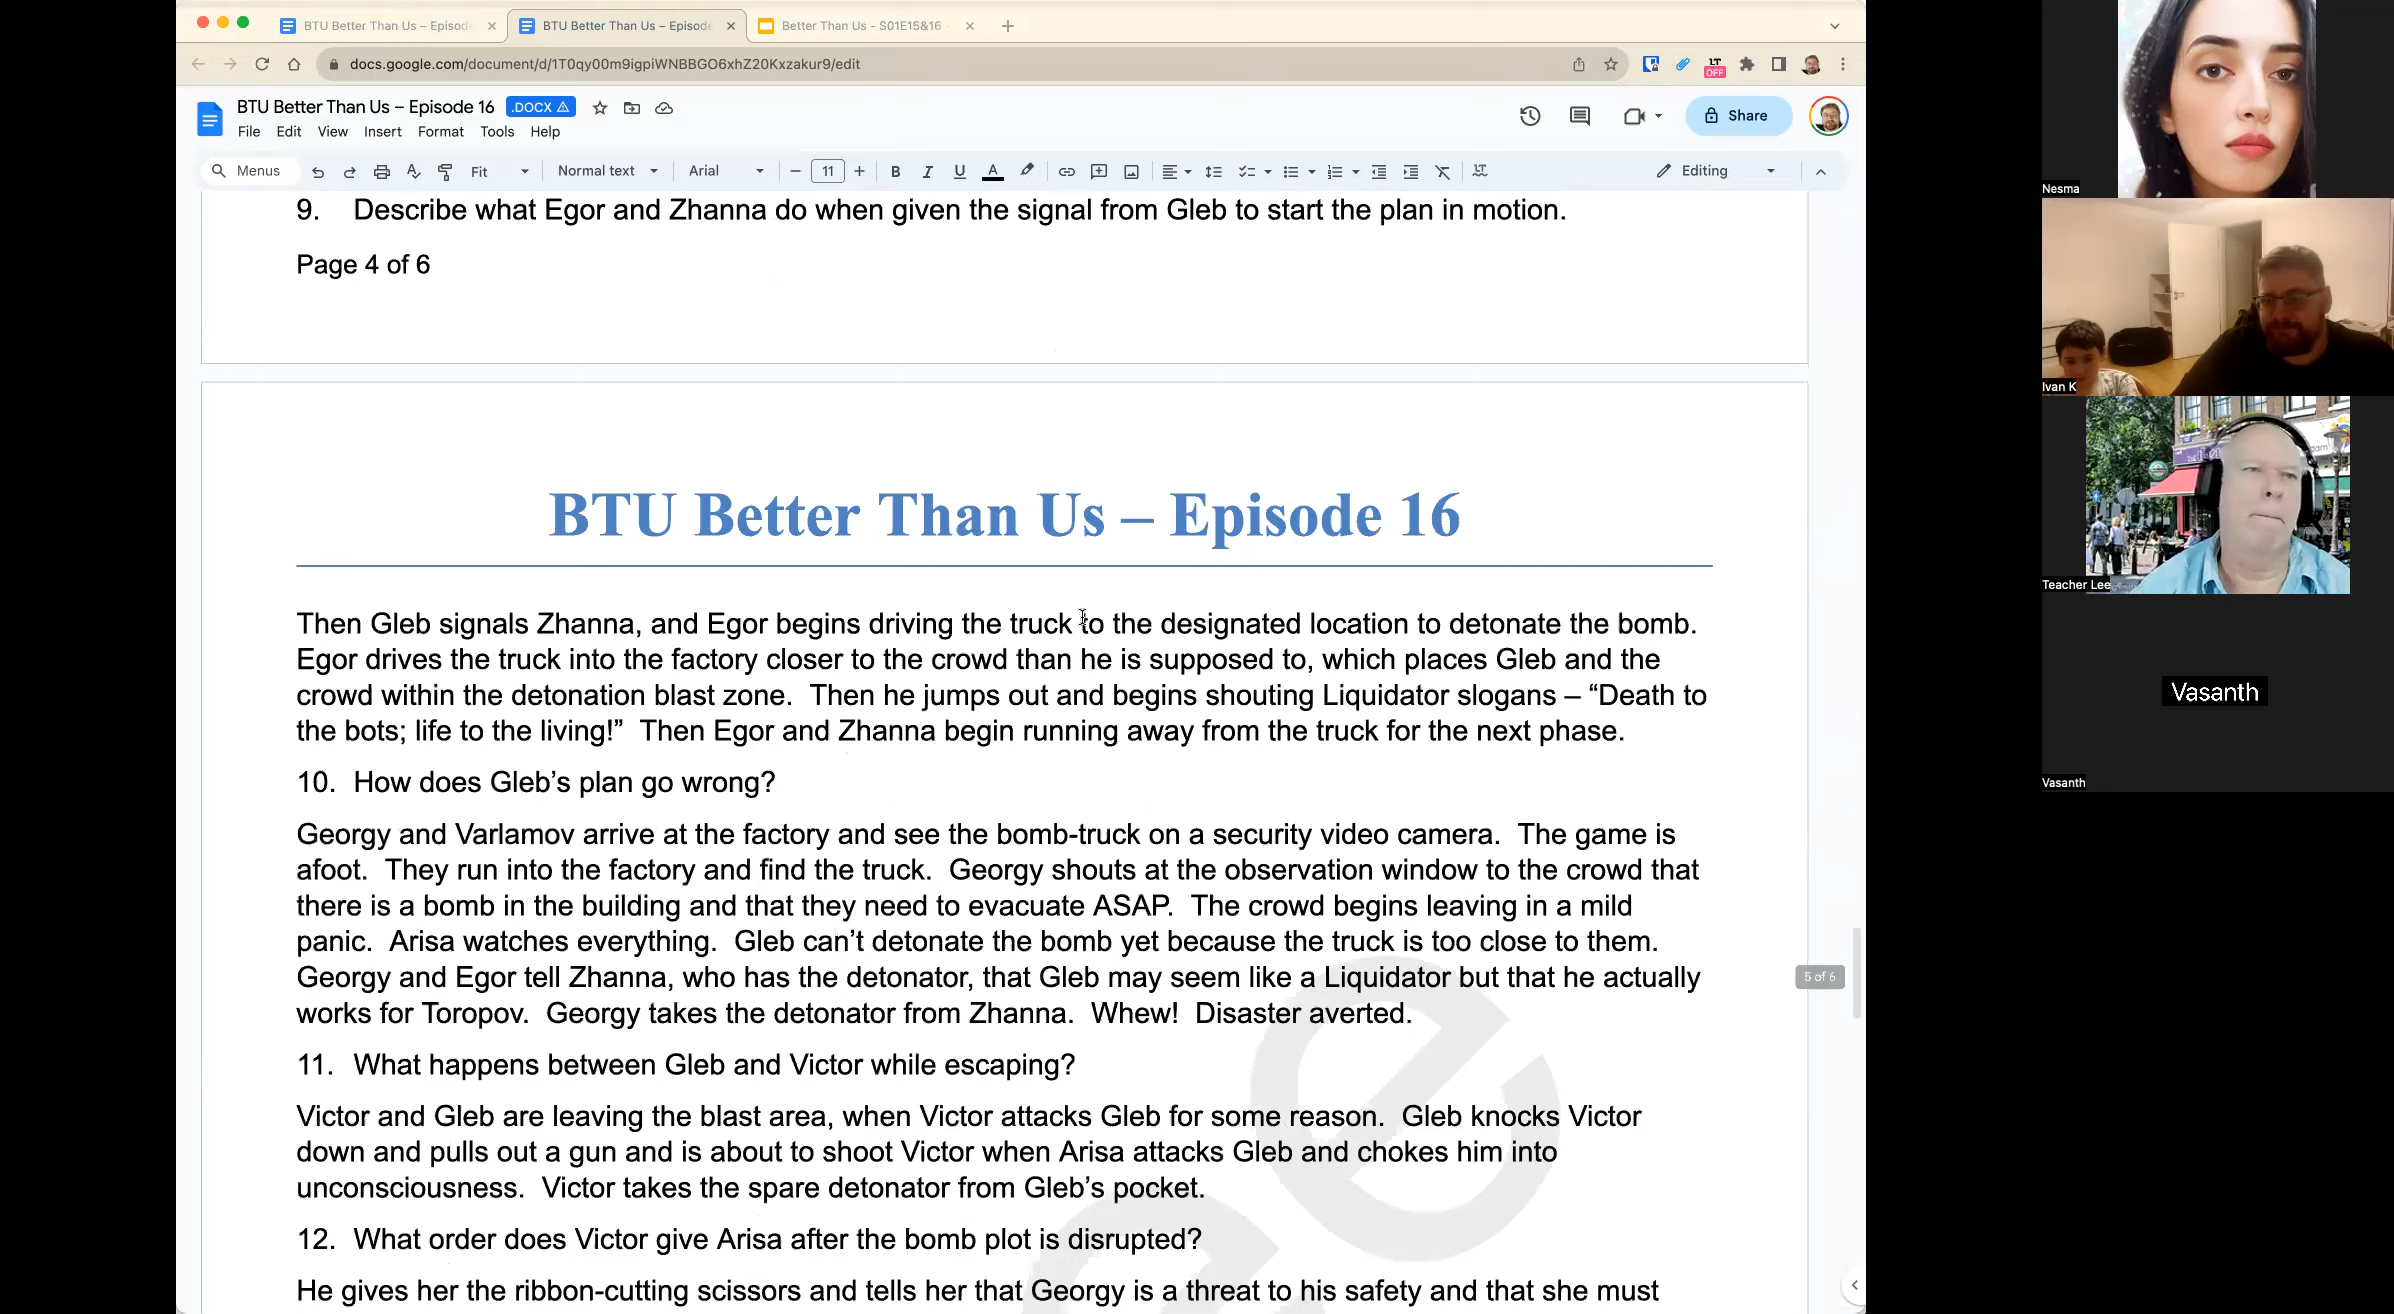 BTU Better Than Us – Episode
BTU Better Than Us – Episode
Better Than Us - S01E15&16 -
docs.google.com/document/d/1T0qy00m9igpiWNBBGO6xhZ20Kxzakur9/edit
LT
OFF
BTU Better Than Us – Episode 16
.DOCX
File Edit View Insert Format Tools Help
Share
Menus
Fit
Normal text
Arial
11
B I U A
Editing
9. Describe what Egor and Zhanna do when given the signal from Gleb to start the plan in motion.
Page 4 of 6
BTU Better Than Us – Episode 16
Then Gleb signals Zhanna, and Egor begins driving the truck to the designated location to detonate the bomb.
Egor drives the truck into the factory closer to the crowd than he is supposed to, which places Gleb and the
crowd within the detonation blast zone. Then he jumps out and begins shouting Liquidator slogans – “Death to
the bots; life to the living!” Then Egor and Zhanna begin running away from the truck for the next phase.
10. How does Gleb’s plan go wrong?
Georgy and Varlamov arrive at the factory and see the bomb-truck on a security video camera. The game is
afoot. They run into the factory and find the truck. Georgy shouts at the observation window to the crowd that
there is a bomb in the building and that they need to evacuate ASAP. The crowd begins leaving in a mild
panic. Arisa watches everything. Gleb can’t detonate the bomb yet because the truck is too close to them.
Georgy and Egor tell Zhanna, who has the detonator, that Gleb may seem like a Liquidator but that he actually
works for Toropov. Georgy takes the detonator from Zhanna. Whew! Disaster averted.
11. What happens between Gleb and Victor while escaping?
Victor and Gleb are leaving the blast area, when Victor attacks Gleb for some reason. Gleb knocks Victor
down and pulls out a gun and is about to shoot Victor when Arisa attacks Gleb and chokes him into
unconsciousness. Victor takes the spare detonator from Gleb’s pocket.
12. What order does Victor give Arisa after the bomb plot is disrupted?
He gives her the ribbon-cutting scissors and tells her that Georgy is a threat to his safety and that she must
5 of 6
Nesma
Ivan K
Teacher Lee
Vasanth
Vasanth